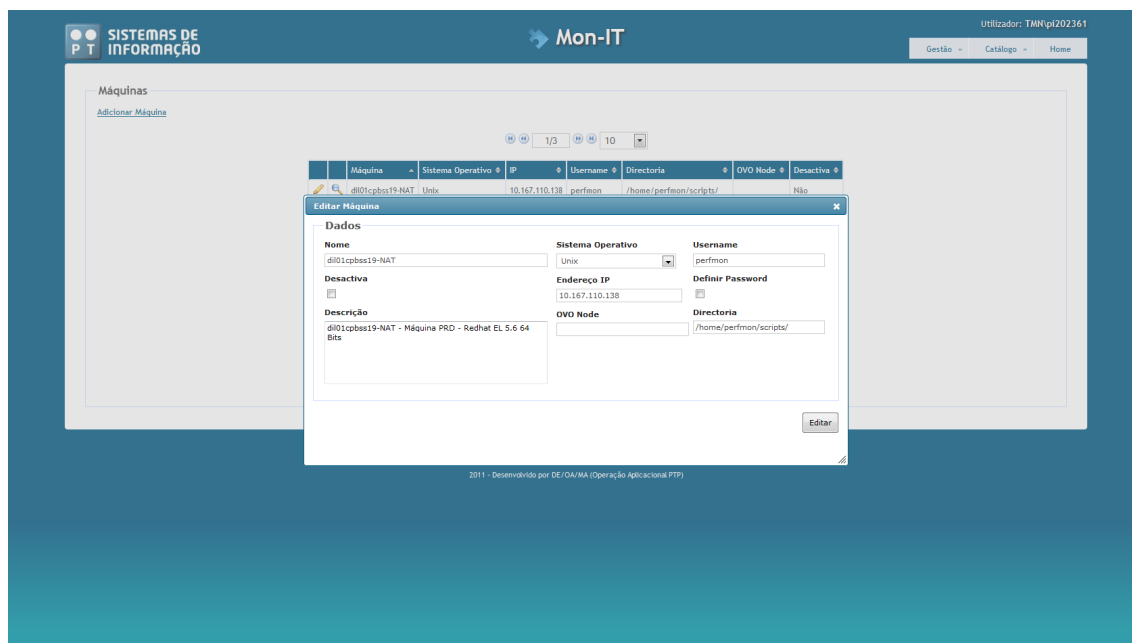 Utilizador: TMN\pi202361
SISTEMAS DE
PT INFORMAÇÃO
Mon-IT
Gestão Catálogo Home
Máquinas
Adicionar Máquina
1/3 10
Máquina Sistema Operativo IP Username Directoria OVO Node Desactiva
dil01cpbss19-NAT Unix 10.167.110.138 perfmon /home/perfmon/scripts/ Não
Editar Máquina
Dados
Nome Sistema Operativo Username
dil01cpbss19-NAT Unix perfmon
Desactiva Endereço IP Definir Password
10.167.110.138
Descrição OVO Node Directoria
dil01cpbss19-NAT - Máquina PRD - Redhat EL 5.6 64 /home/perfmon/scripts/
Bits
Editar
2011 - Desenvolvido por DE/OA/MA (Operação Aplicacional PTP)